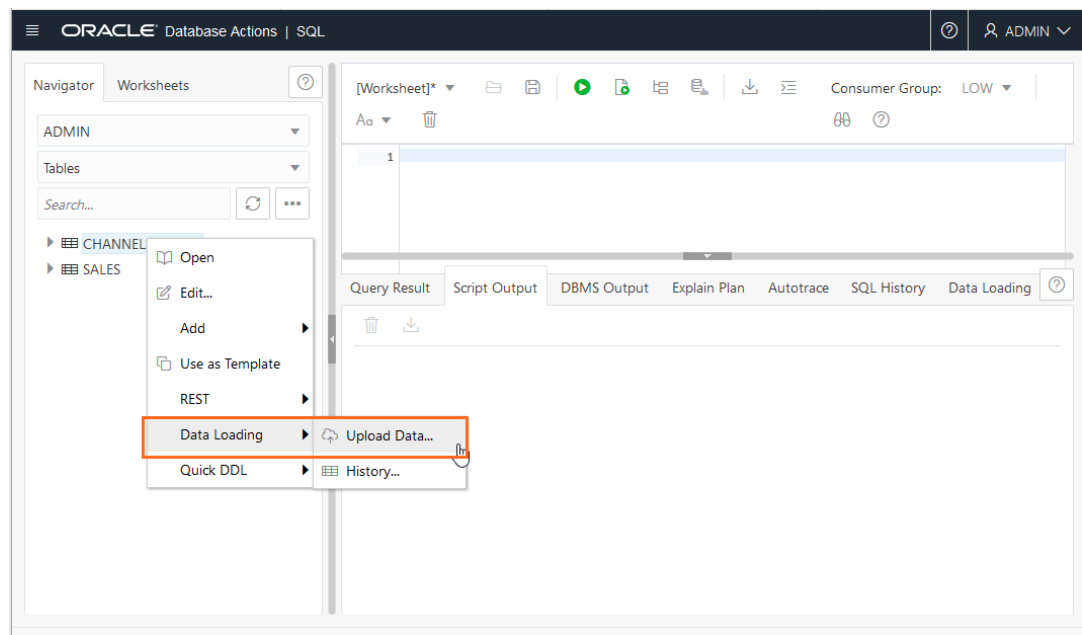 ORACLE Database Actions | SQL
ADMIN
Navigator
Worksheets
ADMIN
Tables
Search...
CHANNEL
SALES
Open
Edit...
Add
Use as Template
REST
Data Loading
Quick DDL
Upload Data...
History...
[Worksheet]*
Consumer Group: LOW
Aa
1
Query Result
Script Output
DBMS Output
Explain Plan
Autotrace
SQL History
Data Loading